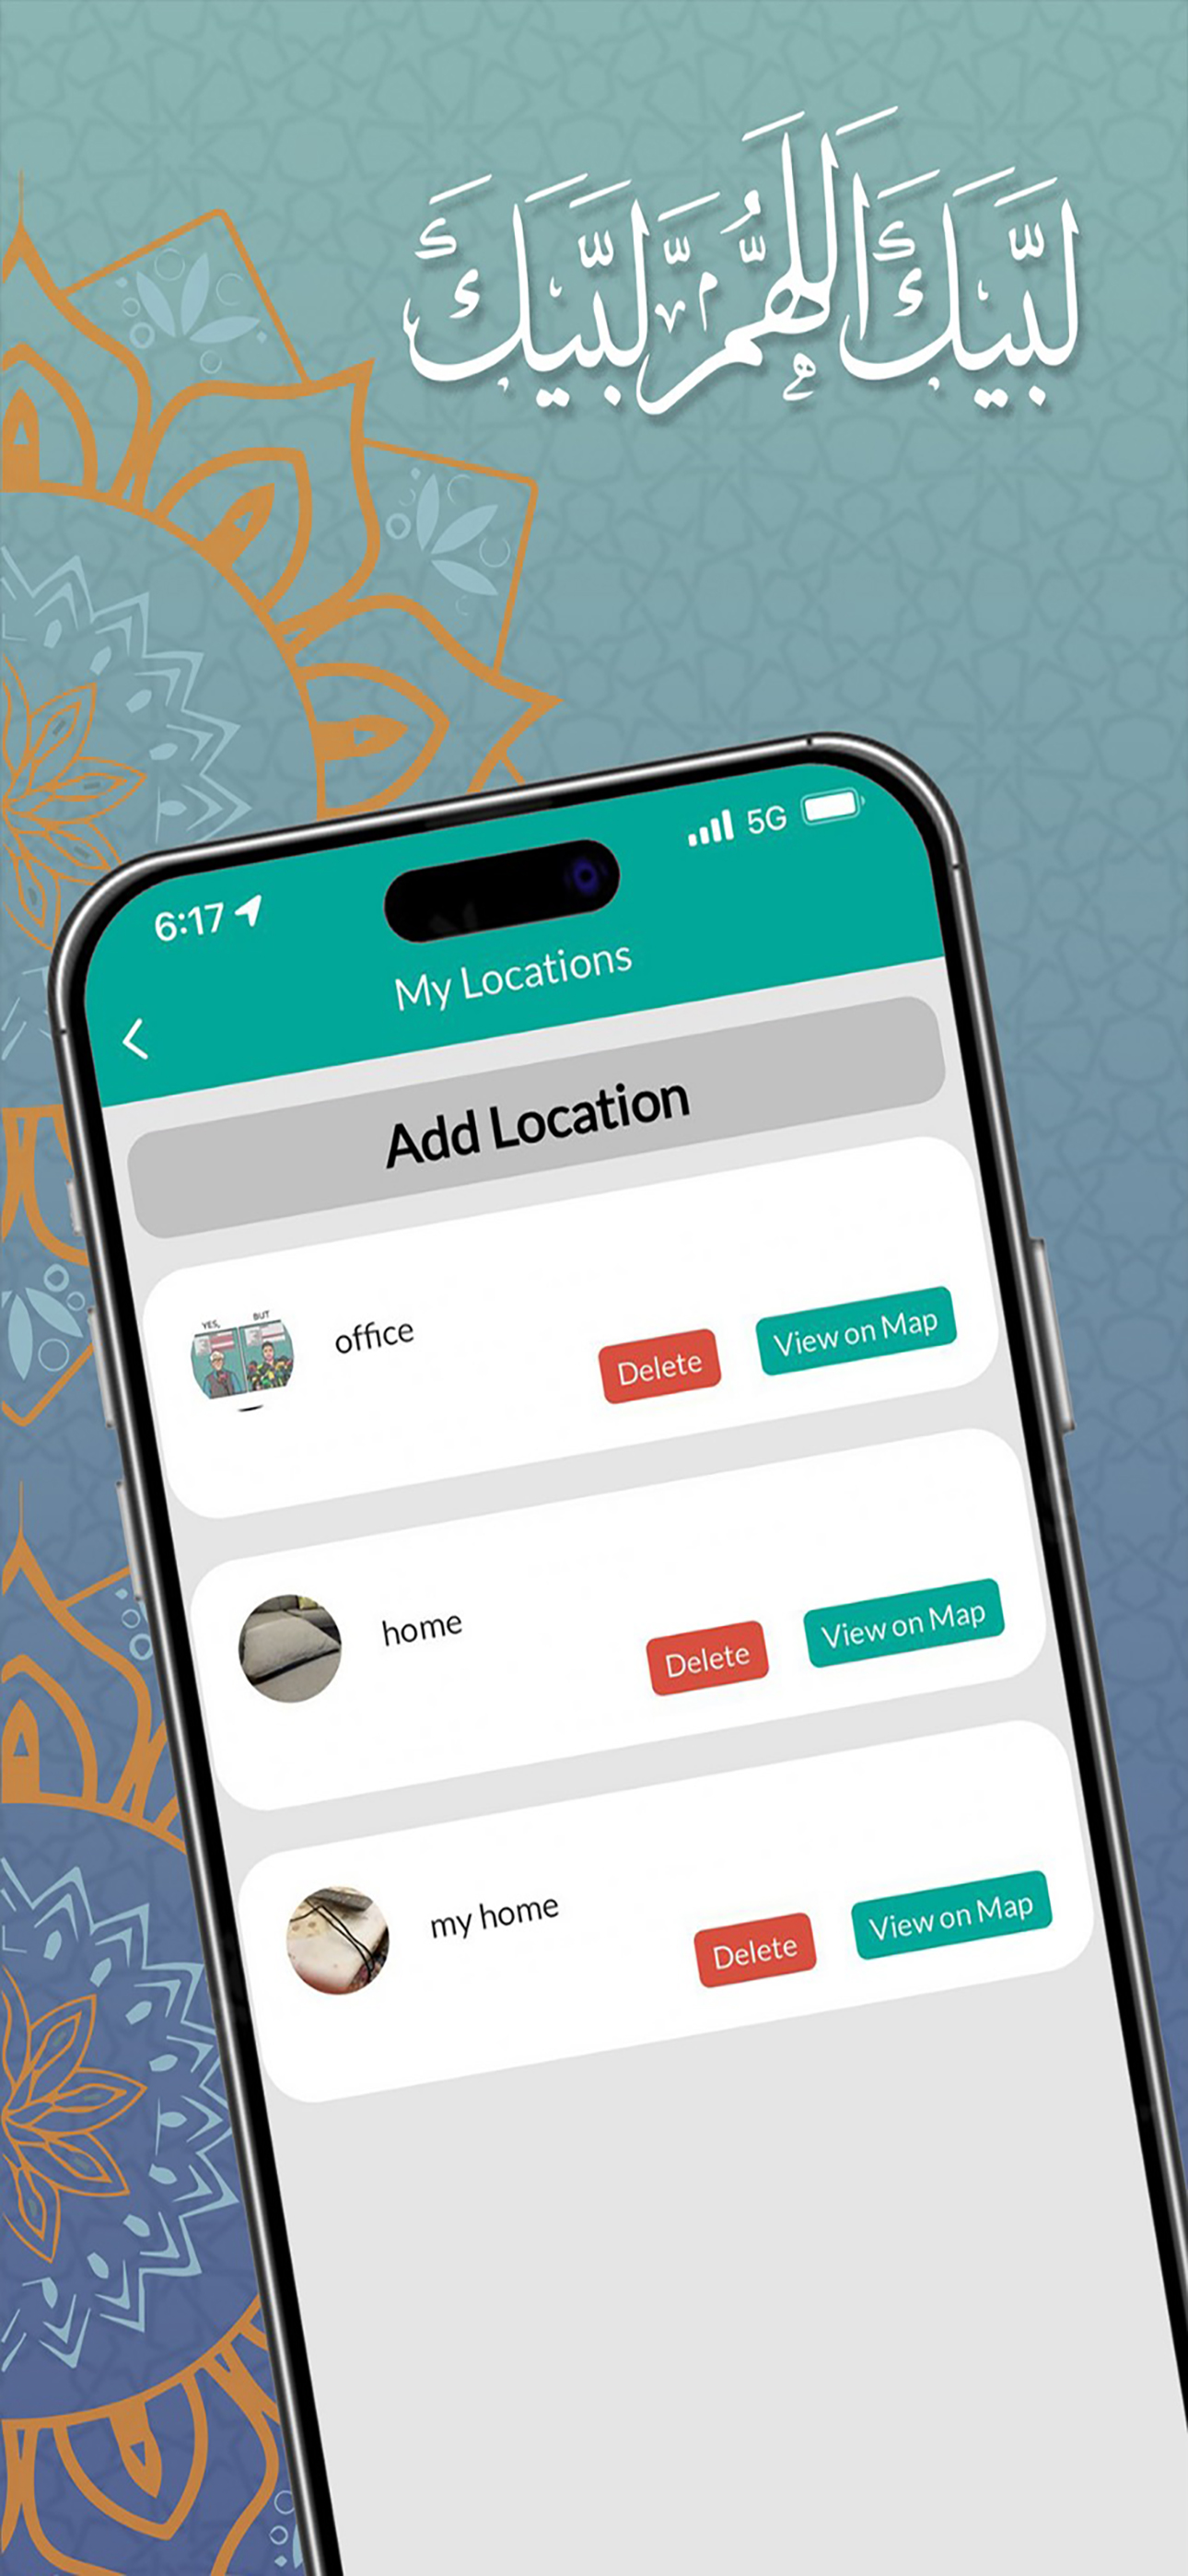 لَبَّيْكَ اللَّهُمَّ لَبَّيْكَ
6:17
5G
My Locations
Add Location
YES, BUT
office
Delete
View on Map
home
Delete
View on Map
my home
Delete
View on Map